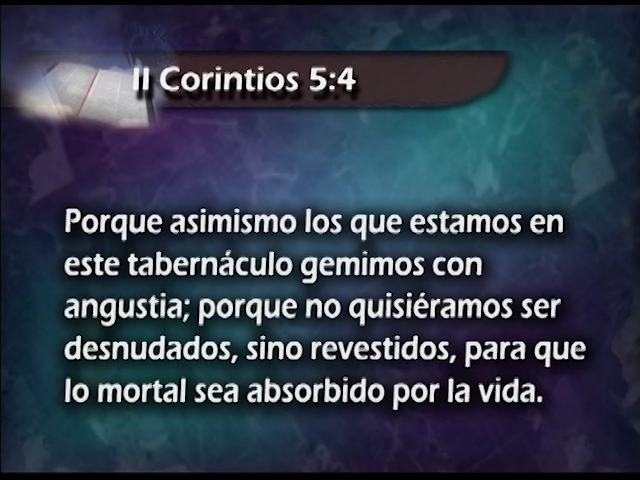 II Corintios 5:4
Porque asimismo los que estamos en
este tabernáculo gemimos con
angustia; porque no quisiéramos ser
desnudados, sino revestidos, para que
lo mortal sea absorbido por la vida.